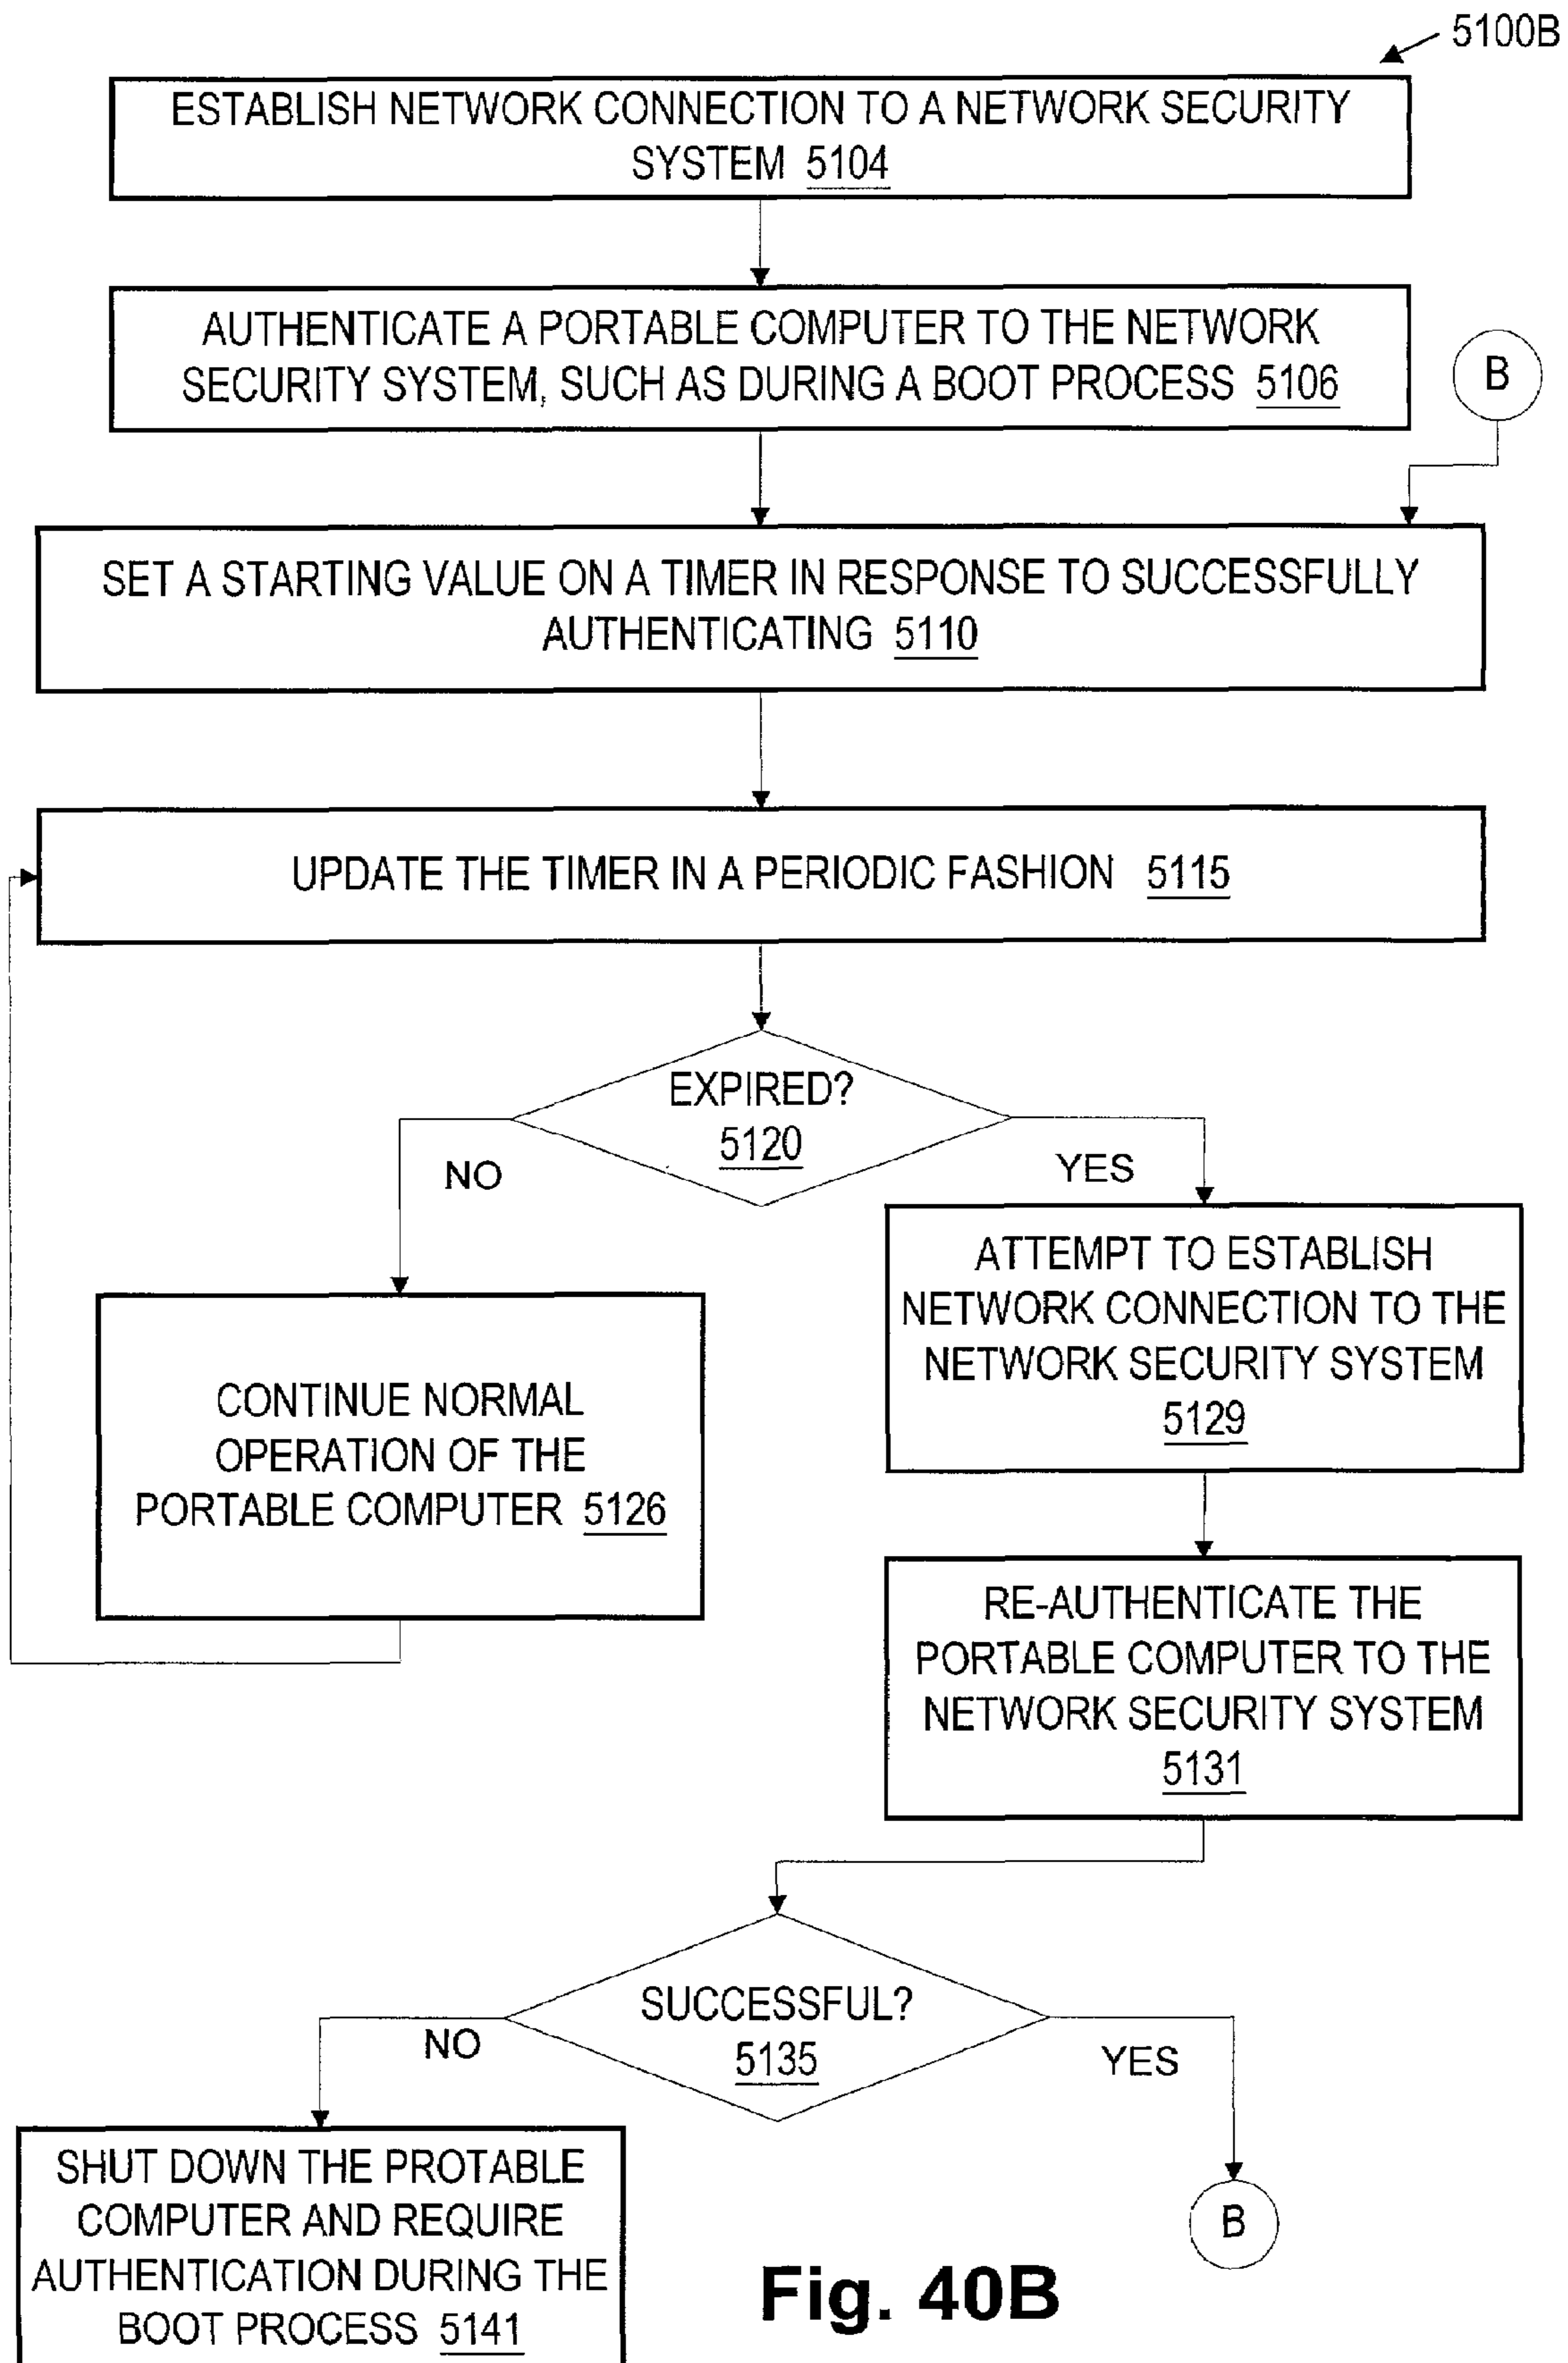 5100B
ESTABLISH NETWORK CONNECTION TO A NETWORK SECURITY
SYSTEM 5104
AUTHENTICATE A PORTABLE COMPUTER TO THE NETWORK
SECURITY SYSTEM, SUCH AS DURING A BOOT PROCESS 5106
B
SET A STARTING VALUE ON A TIMER IN RESPONSE TO SUCCESSFULLY
AUTHENTICATING 5110
UPDATE THE TIMER IN A PERIODIC FASHION 5115
EXPIRED?
5120
NO
YES
CONTINUE NORMAL
OPERATION OF THE
PORTABLE COMPUTER 5126
ATTEMPT TO ESTABLISH
NETWORK CONNECTION TO THE
NETWORK SECURITY SYSTEM
5129
RE-AUTHENTICATE THE
PORTABLE COMPUTER TO THE
NETWORK SECURITY SYSTEM
5131
SUCCESSFUL?
5135
NO
YES
SHUT DOWN THE PROTABLE
COMPUTER AND REQUIRE
AUTHENTICATION DURING THE
BOOT PROCESS 5141
B
Fig. 40B